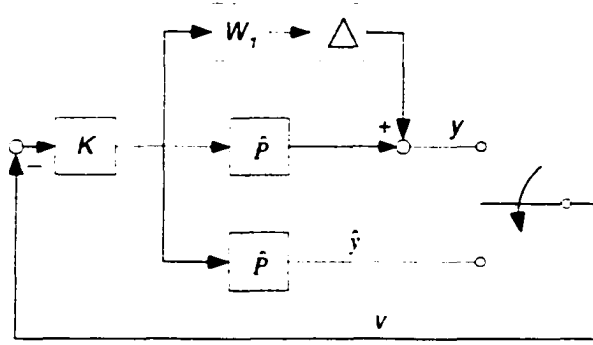 W₁ △
+ y
K P̂
−
P̂ ŷ
v